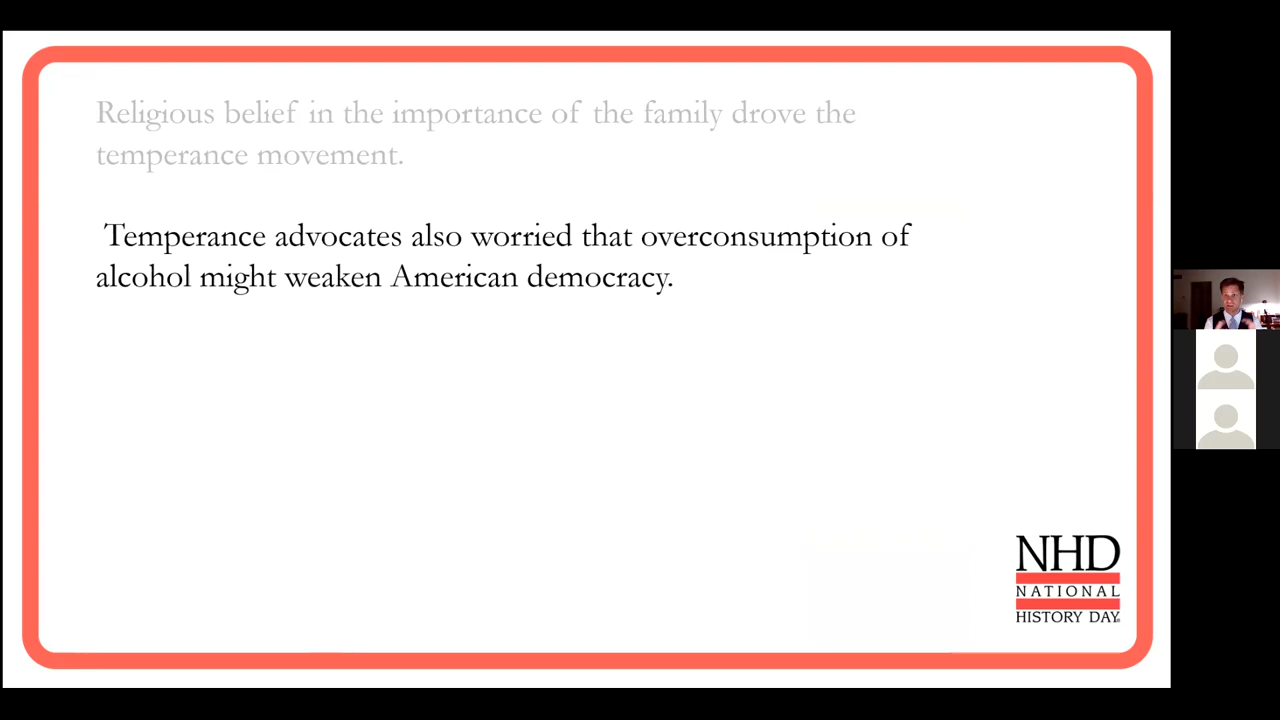 Religious belief in the importance of the family drove the
temperance movement.
Temperance advocates also worried that overconsumption of
alcohol might weaken American democracy.
NHD
NATIONAL
HISTORY DAY